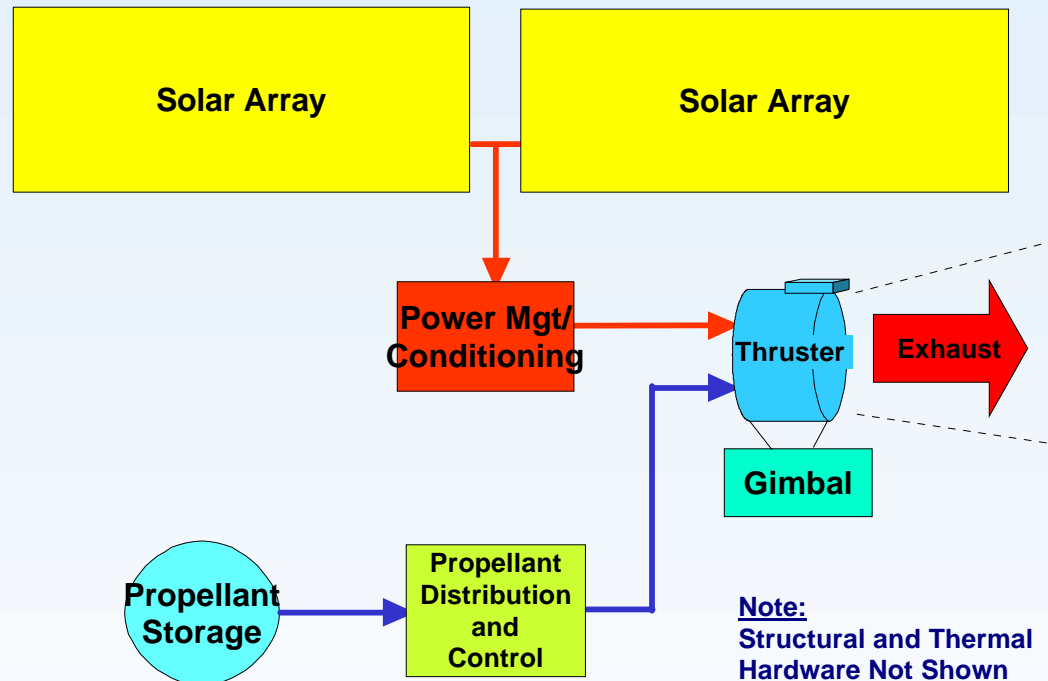 Solar Array
Solar Array
Power Mgt/
Conditioning
Thruster
Exhaust
Gimbal
Propellant
Storage
Propellant
Distribution
and
Control
Note:
Structural and Thermal
Hardware Not Shown